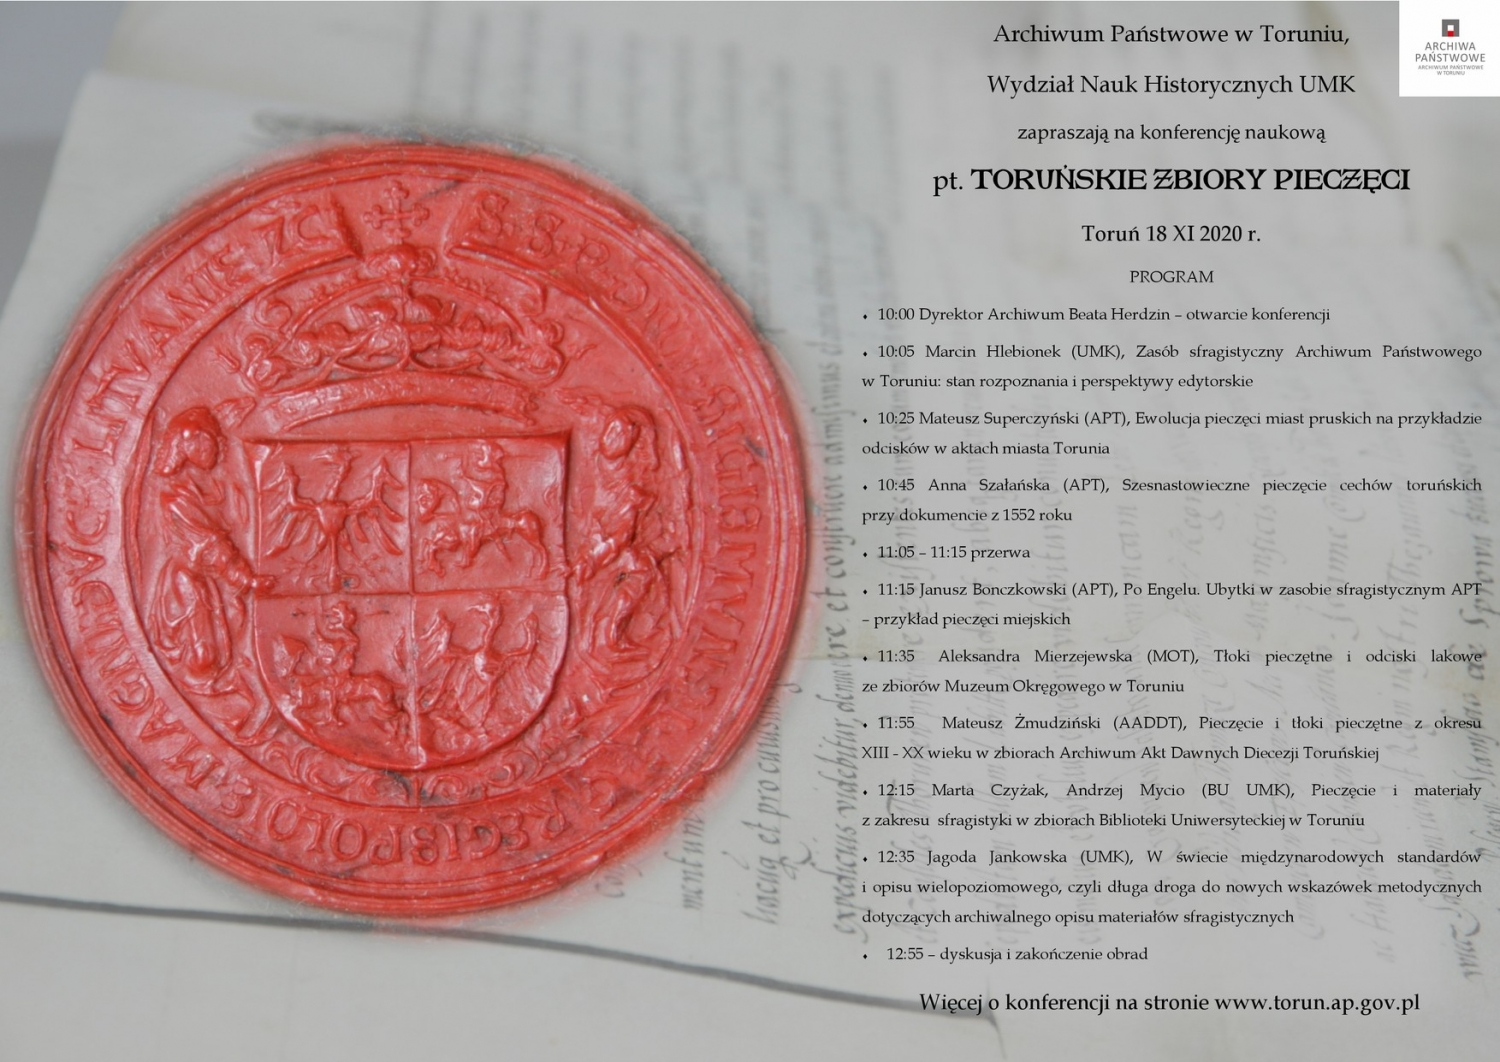 Archiwum Państwowe w Toruniu,
Wydział Nauk Historycznych UMK
zapraszają na konferencję naukową
pt. TORUŃSKIE ZBIORY PIECZĘCI
Toruń 18 XI 2020 r.
PROGRAM
10:00 Dyrektor Archiwum Beata Herdzin – otwarcie konferencji
10:05 Marcin Hlebionek (UMK), Zasób sfragistyczny Archiwum Państwowego
w Toruniu: stan rozpoznania i perspektywy edytorskie
10:25 Mateusz Superczyński (APT), Ewolucja pieczęci miast pruskich na przykładzie
odcisków w aktach miasta Torunia
10:45 Anna Szałańska (APT), Szesnastowieczne pieczęcie cechów toruńskich
przy dokumencie z 1552 roku
11:05 – 11:15 przerwa
11:15 Janusz Bonczkowski (APT), Po Engelu. Ubytki w zasobie sfragistycznym APT
– przykład pieczęci miejskich
11:35 Aleksandra Mierzejewska (MOT), Tłoki pieczętne i odciski lakowe
ze zbiorów Muzeum Okręgowego w Toruniu
11:55 Mateusz Żmudziński (AADDT), Pieczęcie i tłoki pieczętne z okresu
XIII - XX wieku w zbiorach Archiwum Akt Dawnych Diecezji Toruńskiej
12:15 Marta Czyżak, Andrzej Mycio (BU UMK), Pieczęcie i materiały
z zakresu sfragistyki w zbiorach Biblioteki Uniwersyteckiej w Toruniu
12:35 Jagoda Jankowska (UMK), W świecie międzynarodowych standardów
i opisu wielopoziomowego, czyli długa droga do nowych wskazówek metodycznych
dotyczących archiwalnego opisu materiałów sfragistycznych
12:55 – dyskusja i zakończenie obrad
Więcej o konferencji na stronie www.torun.ap.gov.pl
ARCHIWA
PAŃSTWOWE
ARCHIWUM PAŃSTWOWE
W TORUNIU
REGIS POLONIE MAGNI DVC LITVANIE